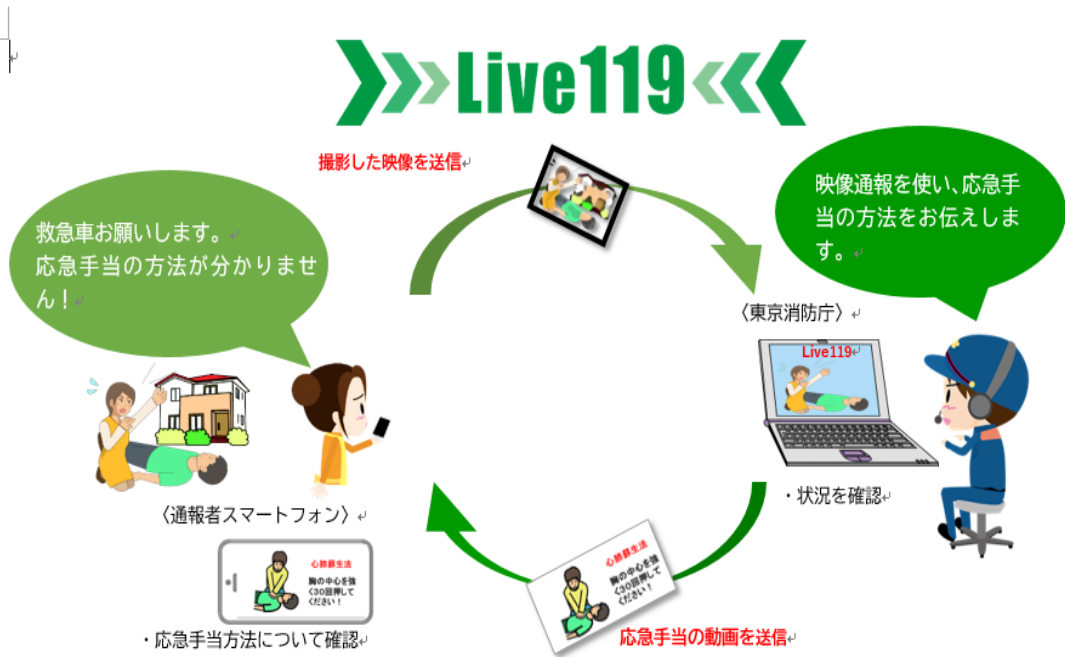 Live119
撮影した映像を送信
救急車お願いします。
応急手当の方法が分かりませ
ん！
映像通報を使い、応急手
当の方法をお伝えしま
す。
〈東京消防庁〉
Live119
・状況を確認
〈通報者スマートフォン〉
心肺蘇生法
胸の中心を強
く30回押して
ください！
・応急手当方法について確認
心肺蘇生法
胸の中心を強
く30回押して
ください！
応急手当の動画を送信